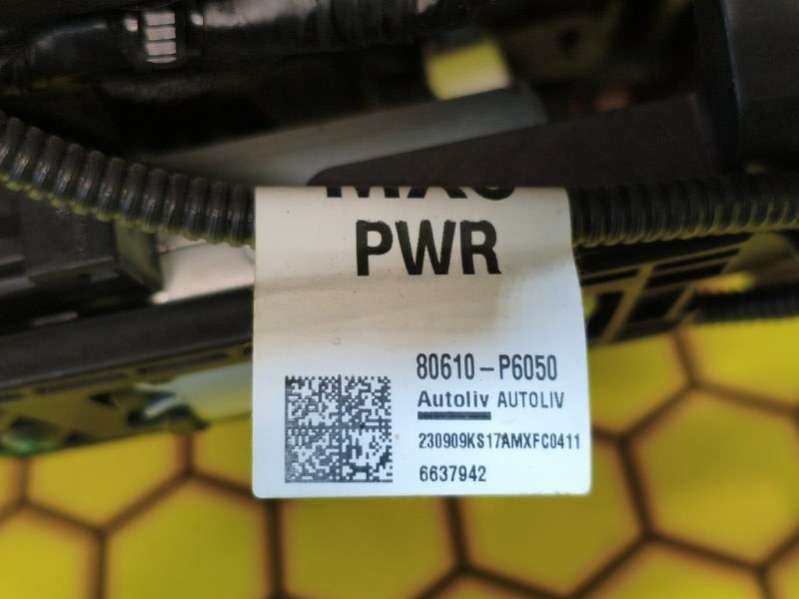 PWR
80610-P6050
Autoliv AUTOLIV
230909KS17AMXFC0411
6637942